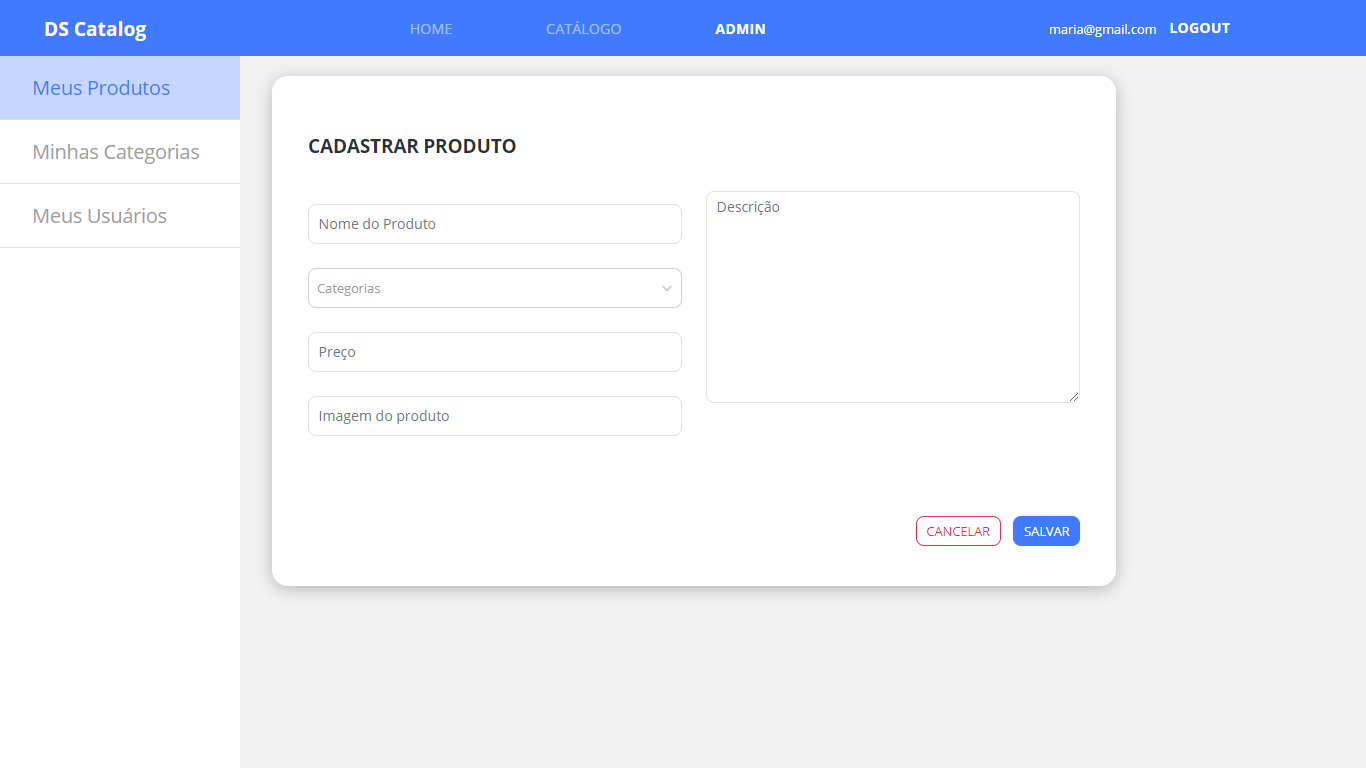 DS Catalog
HOME
CATÁLOGO
ADMIN
maria@gmail.com
LOGOUT
Meus Produtos
Minhas Categorias
Meus Usuários
CADASTRAR PRODUTO
Nome do Produto
Categorias
Preço
Imagem do produto
Descrição
CANCELAR
SALVAR